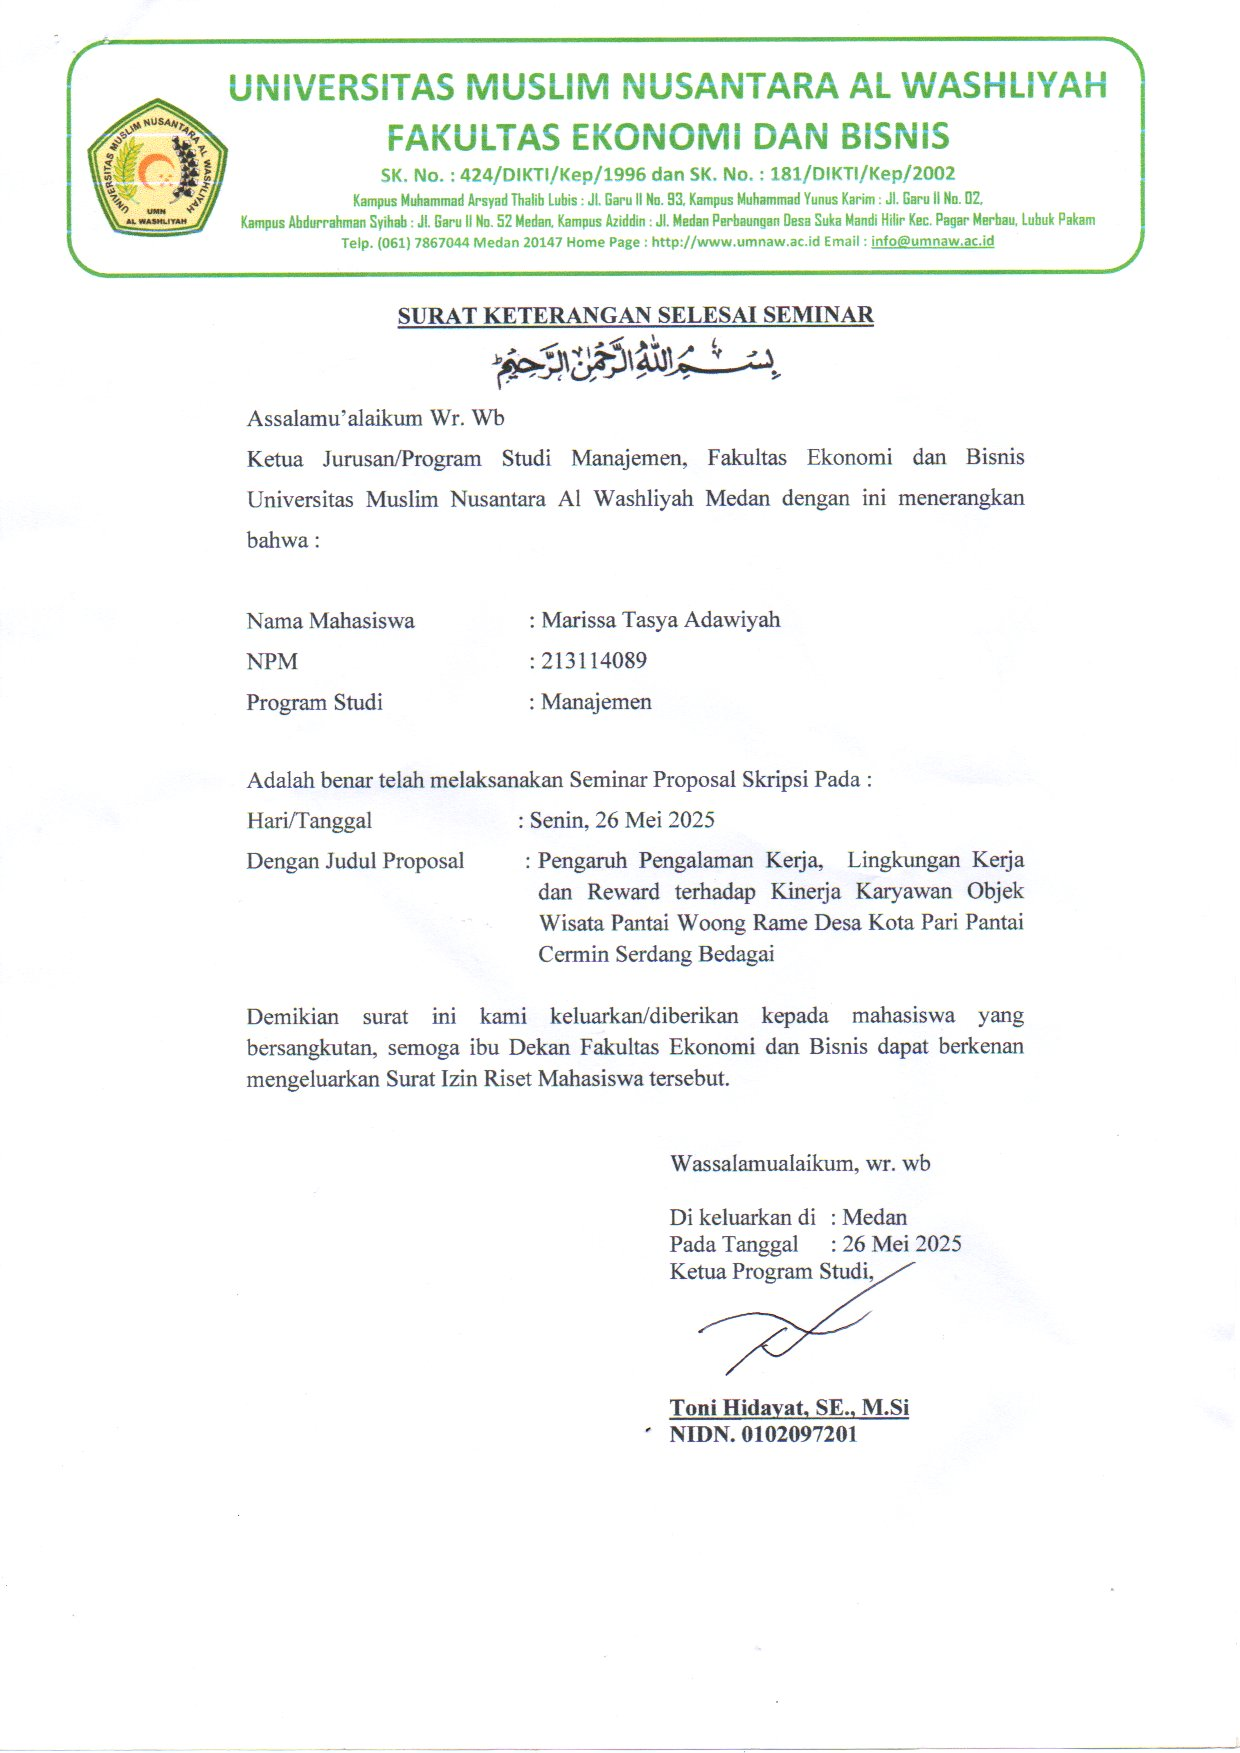 UNIVERSITAS MUSLIM NUSANTARA AL WASHLIYAH
FAKULTAS EKONOMI DAN BISNIS
SK. No. : 424/DIKTI/Kep/1996 dan SK. No. : 181/DIKTI/Kep/2002
Kampus Muhammad Arsyad Thalib Lubis : Jl. Garu II No. 93, Kampus Muhammad Yunus Karim : Jl. Garu II No. 02,
Kampus Abdurrahman Syihab : Jl. Garu II No. 52 Medan, Kampus Aziddin : Jl. Medan Perbaungan Desa Suka Mandi Hilir Kec. Pagar Merbau, Lubuk Pakam
Telp. (061) 7867044 Medan 20147 Home Page : http://www.umnaw.ac.id Email : info@umnaw.ac.id
UNIVERSITAS MUSLIM NUSANTARA AL WASHLIYAH
UMN
AL WASHLIYAH
SURAT KETERANGAN SELESAI SEMINAR
بِسْمِ اللهِ الرَّحْمٰنِ الرَّحِيْمِ
Assalamu’alaikum Wr. Wb
Ketua Jurusan/Program Studi Manajemen, Fakultas Ekonomi dan Bisnis
Universitas Muslim Nusantara Al Washliyah Medan dengan ini menerangkan
bahwa :
Nama Mahasiswa : Marissa Tasya Adawiyah
NPM : 213114089
Program Studi : Manajemen
Adalah benar telah melaksanakan Seminar Proposal Skripsi Pada :
Hari/Tanggal : Senin, 26 Mei 2025
Dengan Judul Proposal : Pengaruh Pengalaman Kerja, Lingkungan Kerja
dan Reward terhadap Kinerja Karyawan Objek
Wisata Pantai Woong Rame Desa Kota Pari Pantai
Cermin Serdang Bedagai
Demikian surat ini kami keluarkan/diberikan kepada mahasiswa yang
bersangkutan, semoga ibu Dekan Fakultas Ekonomi dan Bisnis dapat berkenan
mengeluarkan Surat Izin Riset Mahasiswa tersebut.
Wassalamualaikum, wr. wb
Di keluarkan di : Medan
Pada Tanggal : 26 Mei 2025
Ketua Program Studi,
Toni Hidayat, SE., M.Si
NIDN. 0102097201